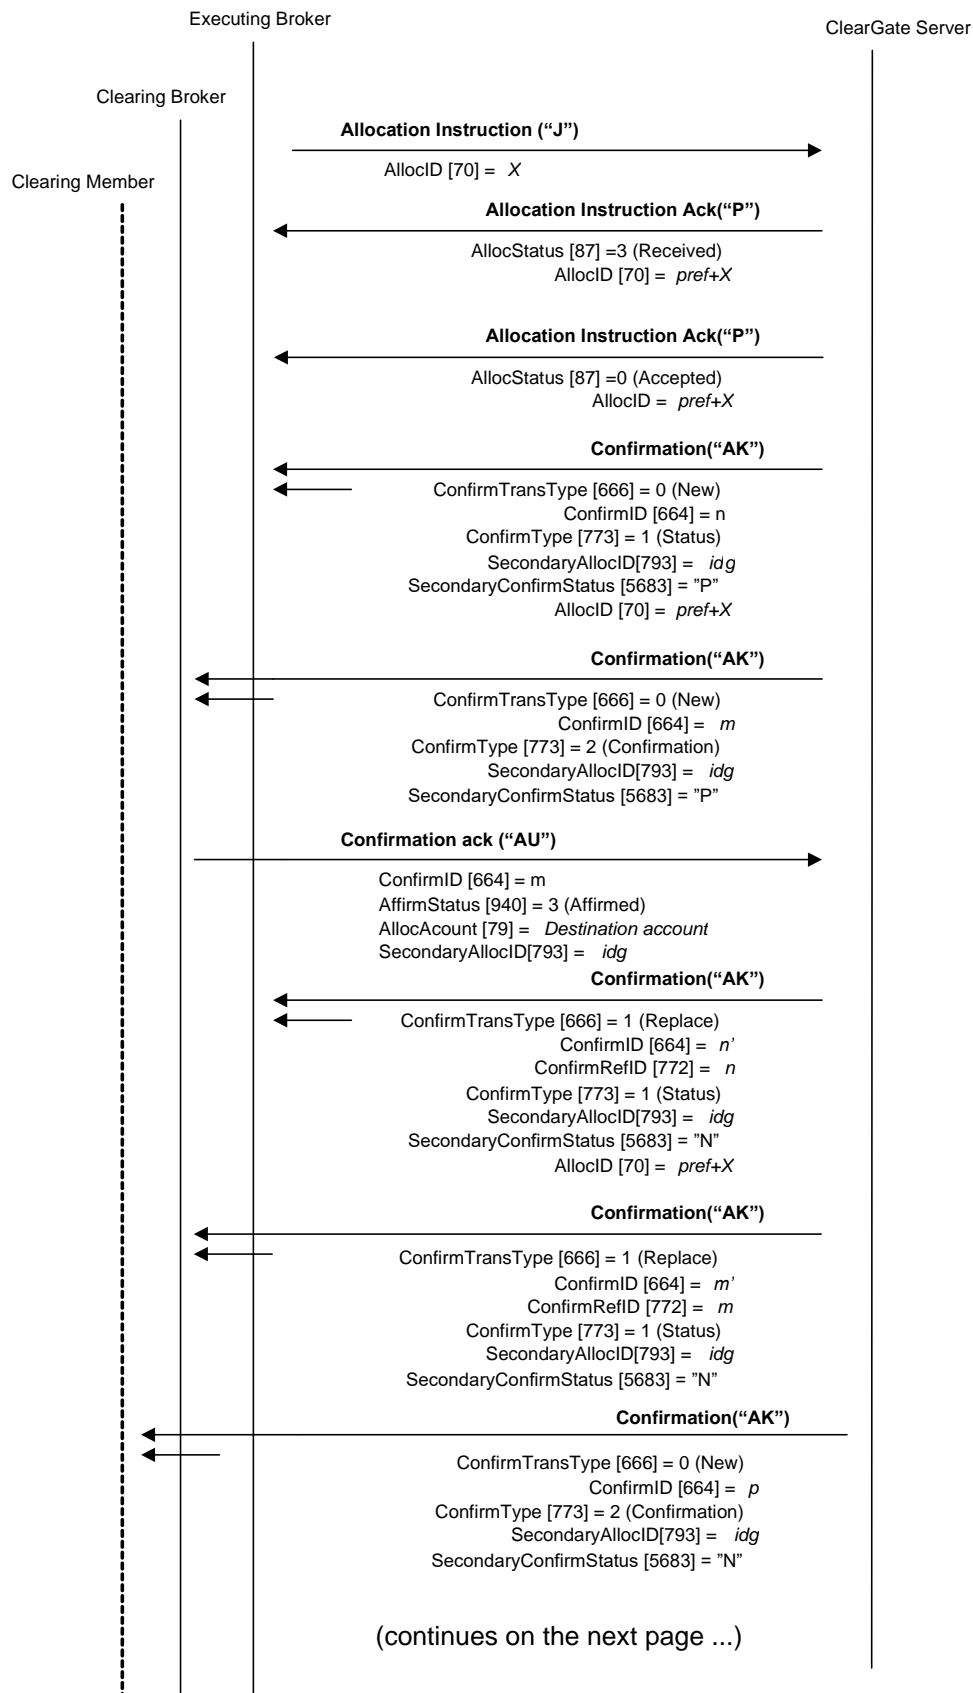 Executing Broker
ClearGate Server
Clearing Broker
Clearing Member
Allocation Instruction (“J”)
AllocID [70] = X
Allocation Instruction Ack(“P”)
AllocStatus [87] =3 (Received)
AllocID [70] = pref+X
Allocation Instruction Ack(“P”)
AllocStatus [87] =0 (Accepted)
AllocID = pref+X
Confirmation(“AK”)
ConfirmTransType [666] = 0 (New)
ConfirmID [664] = n
ConfirmType [773] = 1 (Status)
SecondaryAllocID[793] = idg
SecondaryConfirmStatus [5683] = ”P”
AllocID [70] = pref+X
Confirmation(“AK”)
ConfirmTransType [666] = 0 (New)
ConfirmID [664] = m
ConfirmType [773] = 2 (Confirmation)
SecondaryAllocID[793] = idg
SecondaryConfirmStatus [5683] = ”P”
Confirmation ack (“AU”)
ConfirmID [664] = m
AffirmStatus [940] = 3 (Affirmed)
AllocAcount [79] = Destination account
SecondaryAllocID[793] = idg
Confirmation(“AK”)
ConfirmTransType [666] = 1 (Replace)
ConfirmID [664] = n’
ConfirmRefID [772] = n
ConfirmType [773] = 1 (Status)
SecondaryAllocID[793] = idg
SecondaryConfirmStatus [5683] = ”N”
AllocID [70] = pref+X
Confirmation(“AK”)
ConfirmTransType [666] = 1 (Replace)
ConfirmID [664] = m’
ConfirmRefID [772] = m
ConfirmType [773] = 1 (Status)
SecondaryAllocID[793] = idg
SecondaryConfirmStatus [5683] = ”N”
Confirmation(“AK”)
ConfirmTransType [666] = 0 (New)
ConfirmID [664] = p
ConfirmType [773] = 2 (Confirmation)
SecondaryAllocID[793] = idg
SecondaryConfirmStatus [5683] = ”N”
(continues on the next page ...)